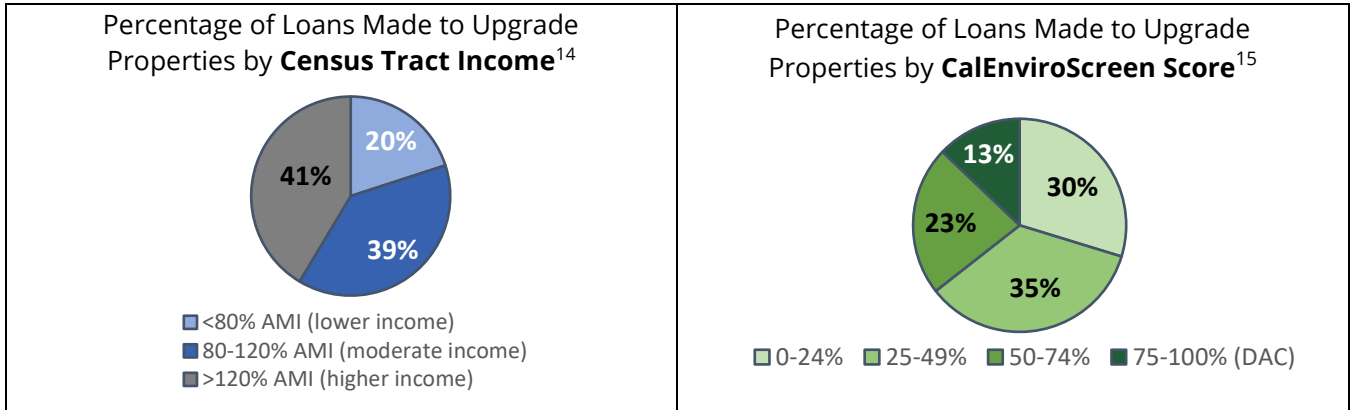 Percentage of Loans Made to Upgrade
Properties by Census Tract Income14
20%
41%
39%
<80% AMI (lower income)
80-120% AMI (moderate income)
>120% AMI (higher income)
Percentage of Loans Made to Upgrade
Properties by CalEnviroScreen Score15
13%
30%
23%
35%
0-24% 25-49% 50-74% 75-100% (DAC)